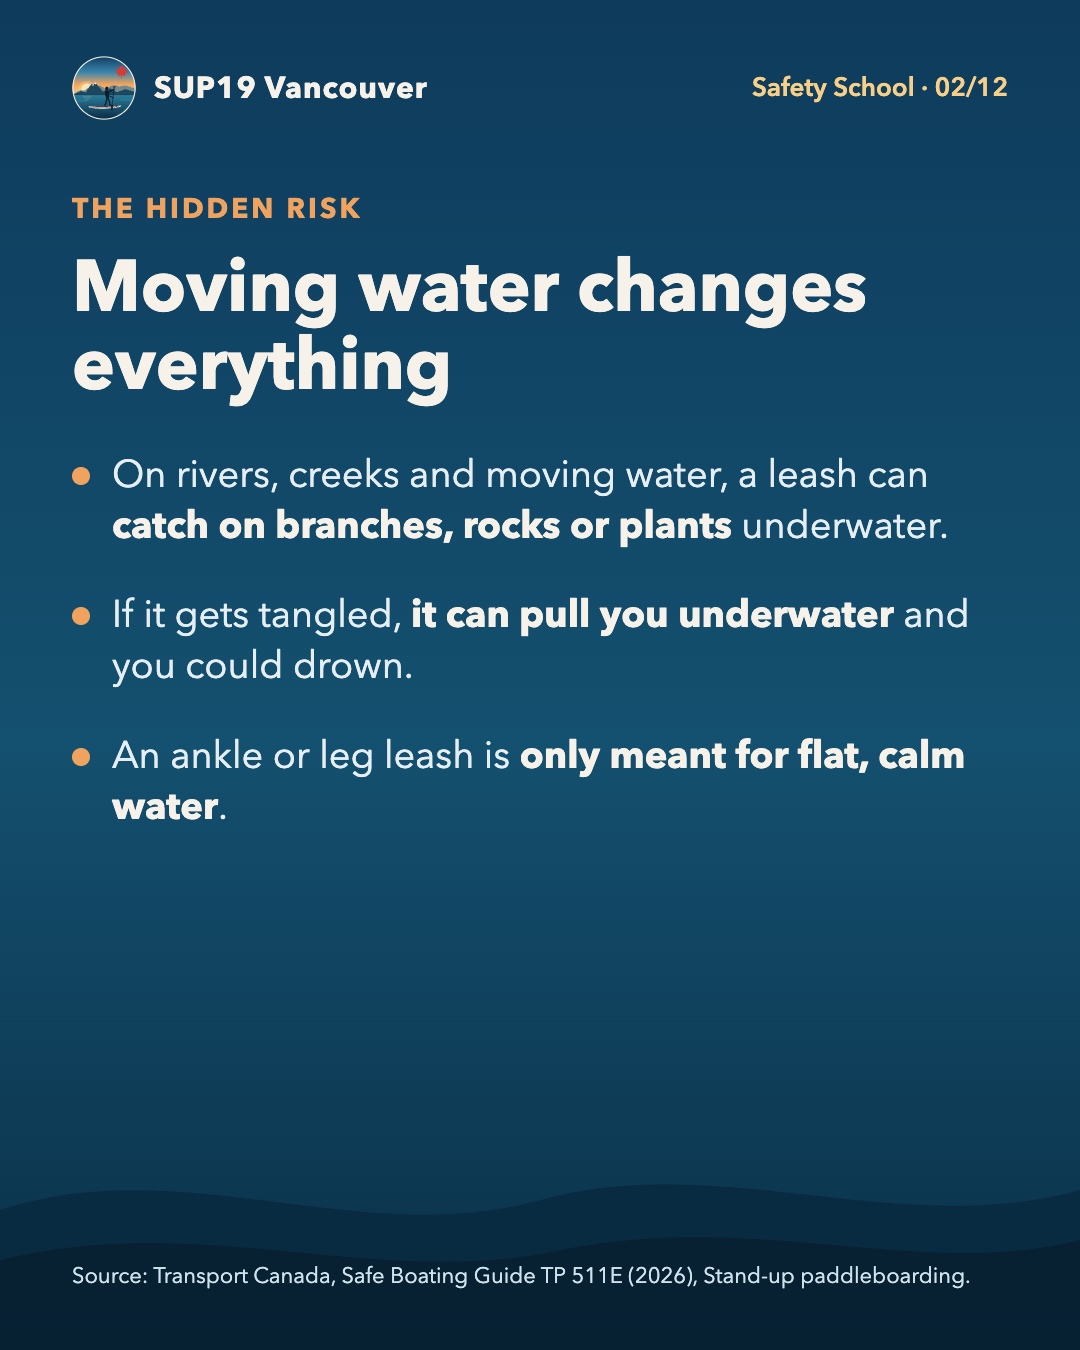 SUP19 Vancouver
Safety School · 02/12
THE HIDDEN RISK
Moving water changes
everything
On rivers, creeks and moving water, a leash can
catch on branches, rocks or plants underwater.
If it gets tangled, it can pull you underwater and
you could drown.
An ankle or leg leash is only meant for flat, calm
water.
Source: Transport Canada, Safe Boating Guide TP 511E (2026), Stand-up paddleboarding.